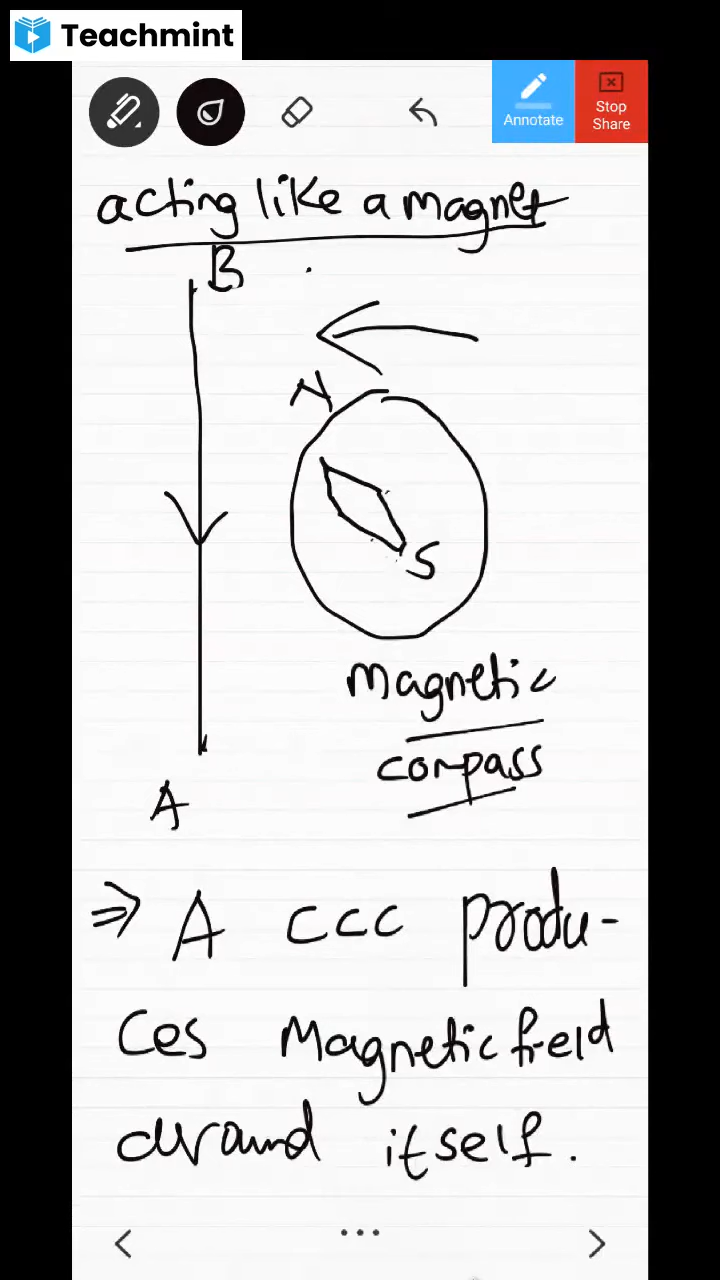 Teachmint
Annotate
Stop
Share
acting like a magnet
B
N
S
Magnetic
compass
A
⇒ A CCC produ-
ces Magnetic field
around itself.